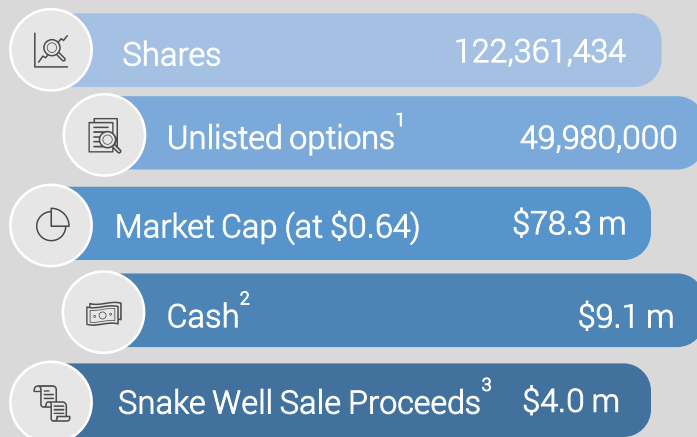 Shares 122,361,434
Unlisted options¹ 49,980,000
Market Cap (at $0.64) $78.3 m
Cash² $9.1 m
Snake Well Sale Proceeds³ $4.0 m